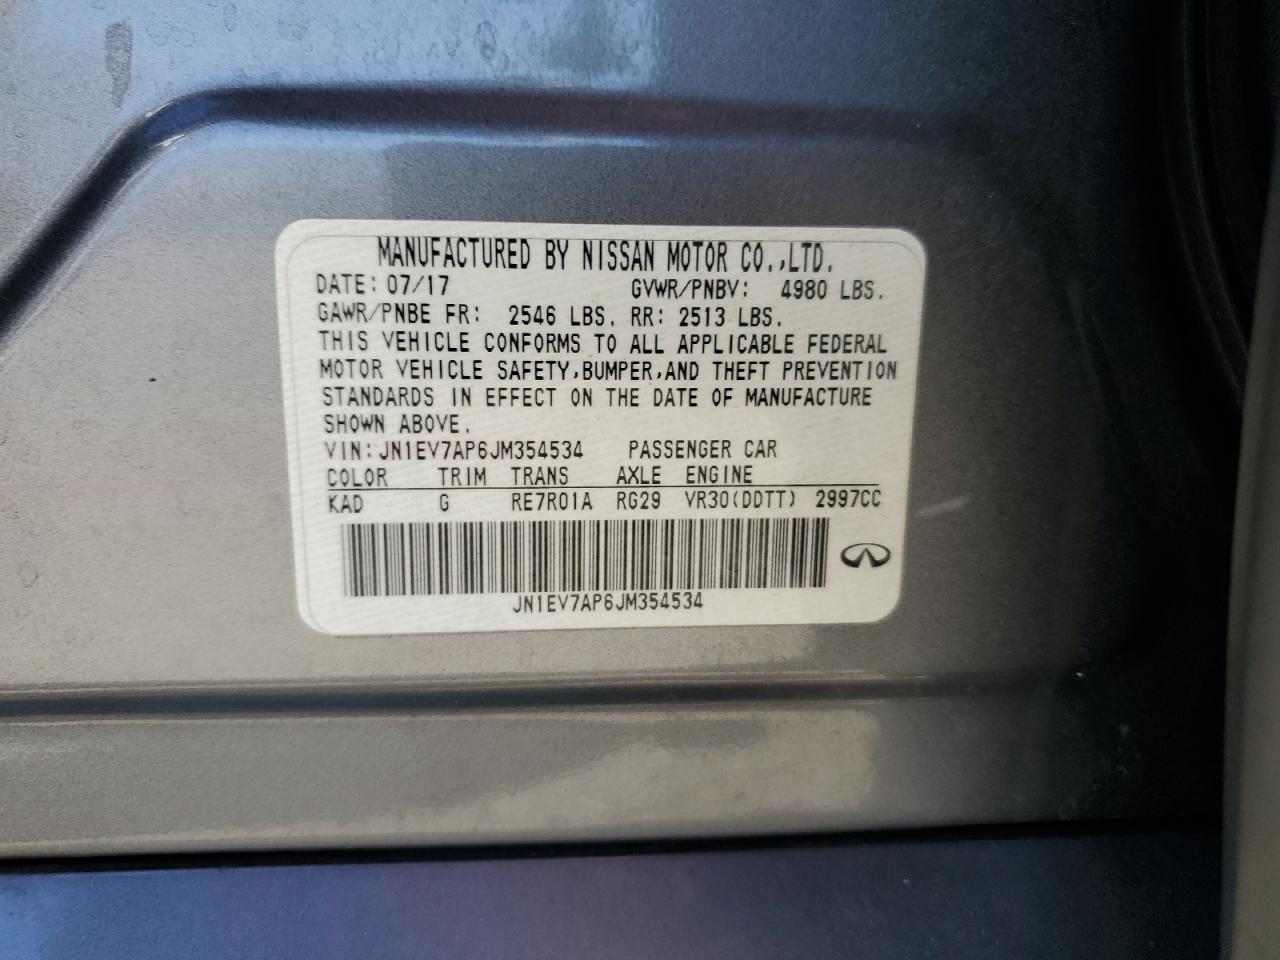 MANUFACTURED BY NISSAN MOTOR CO.,LTD.
DATE: 07/17 GVWR/PNBV: 4980 LBS.
GAWR/PNBE FR: 2546 LBS. RR: 2513 LBS.
THIS VEHICLE CONFORMS TO ALL APPLICABLE FEDERAL
MOTOR VEHICLE SAFETY,BUMPER,AND THEFT PREVENTION
STANDARDS IN EFFECT ON THE DATE OF MANUFACTURE
SHOWN ABOVE.
VIN:JN1EV7AP6JM354534 PASSENGER CAR
COLOR TRIM TRANS AXLE ENGINE
KAD G RE7R01A RG29 VR30(DDTT) 2997CC
JN1EV7AP6JM354534